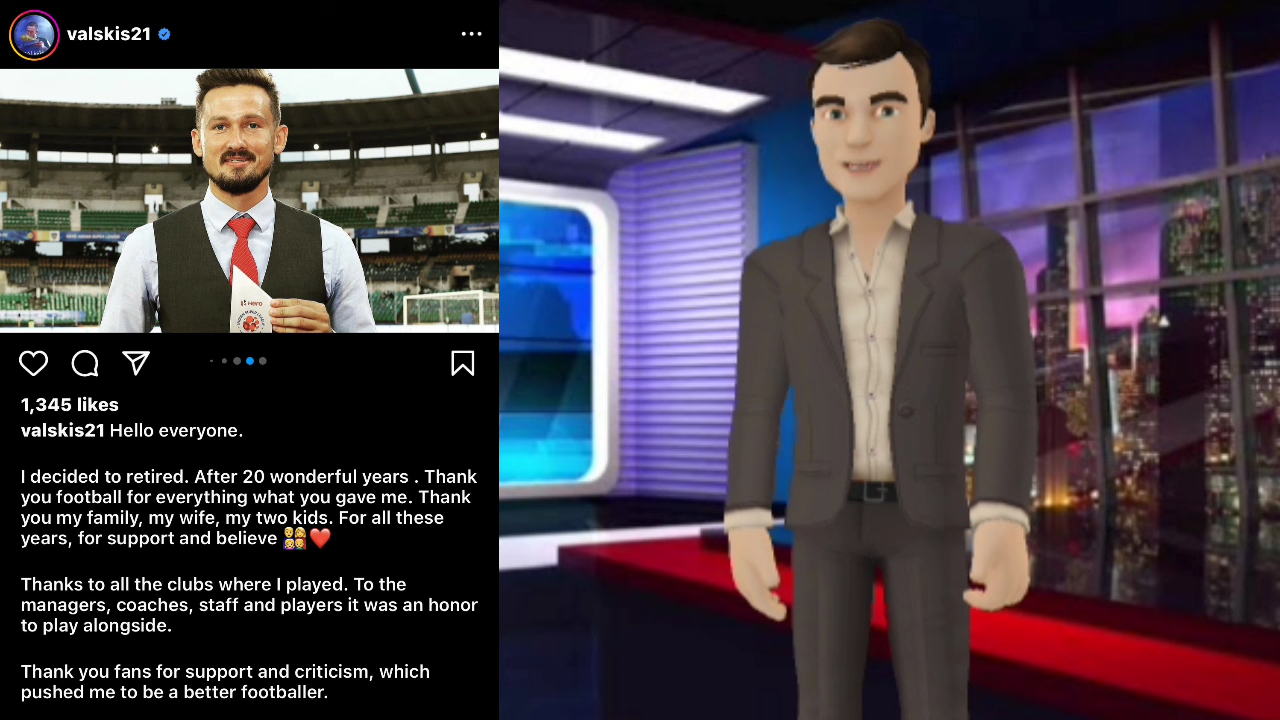 valskis21
Hero
1,345 likes
valskis21 Hello everyone.
I decided to retired. After 20 wonderful years . Thank
you football for everything what you gave me. Thank
you my family, my wife, my two kids. For all these
years, for support and believe 👨‍👩‍👧‍👦❤️
Thanks to all the clubs where I played. To the
managers, coaches, staff and players it was an honor
to play alongside.
Thank you fans for support and criticism, which
pushed me to be a better footballer.